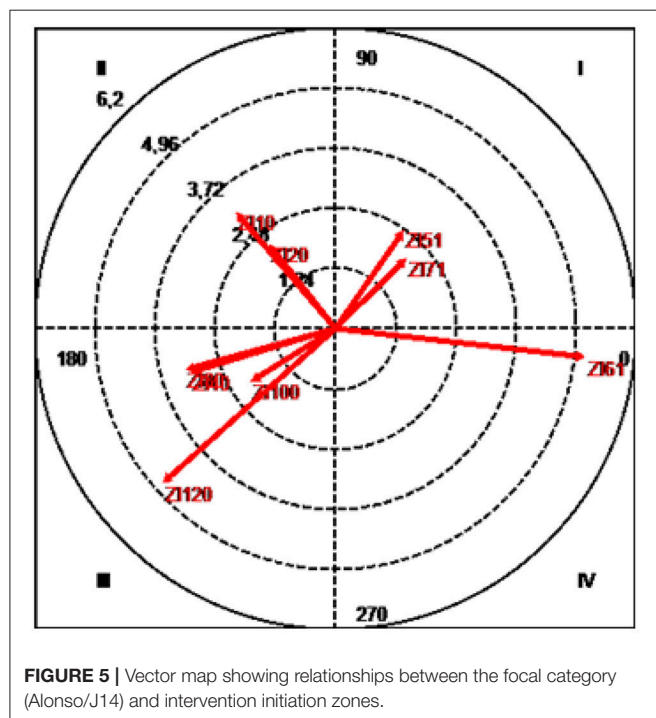 II 90 I
6,2
4,96
3,72
ZI51
ZI20
ZI71
180 0
ZI61
ZI100
ZI120
III IV
270
FIGURE 5 | Vector map showing relationships between the focal category
(Alonso/J14) and intervention initiation zones.